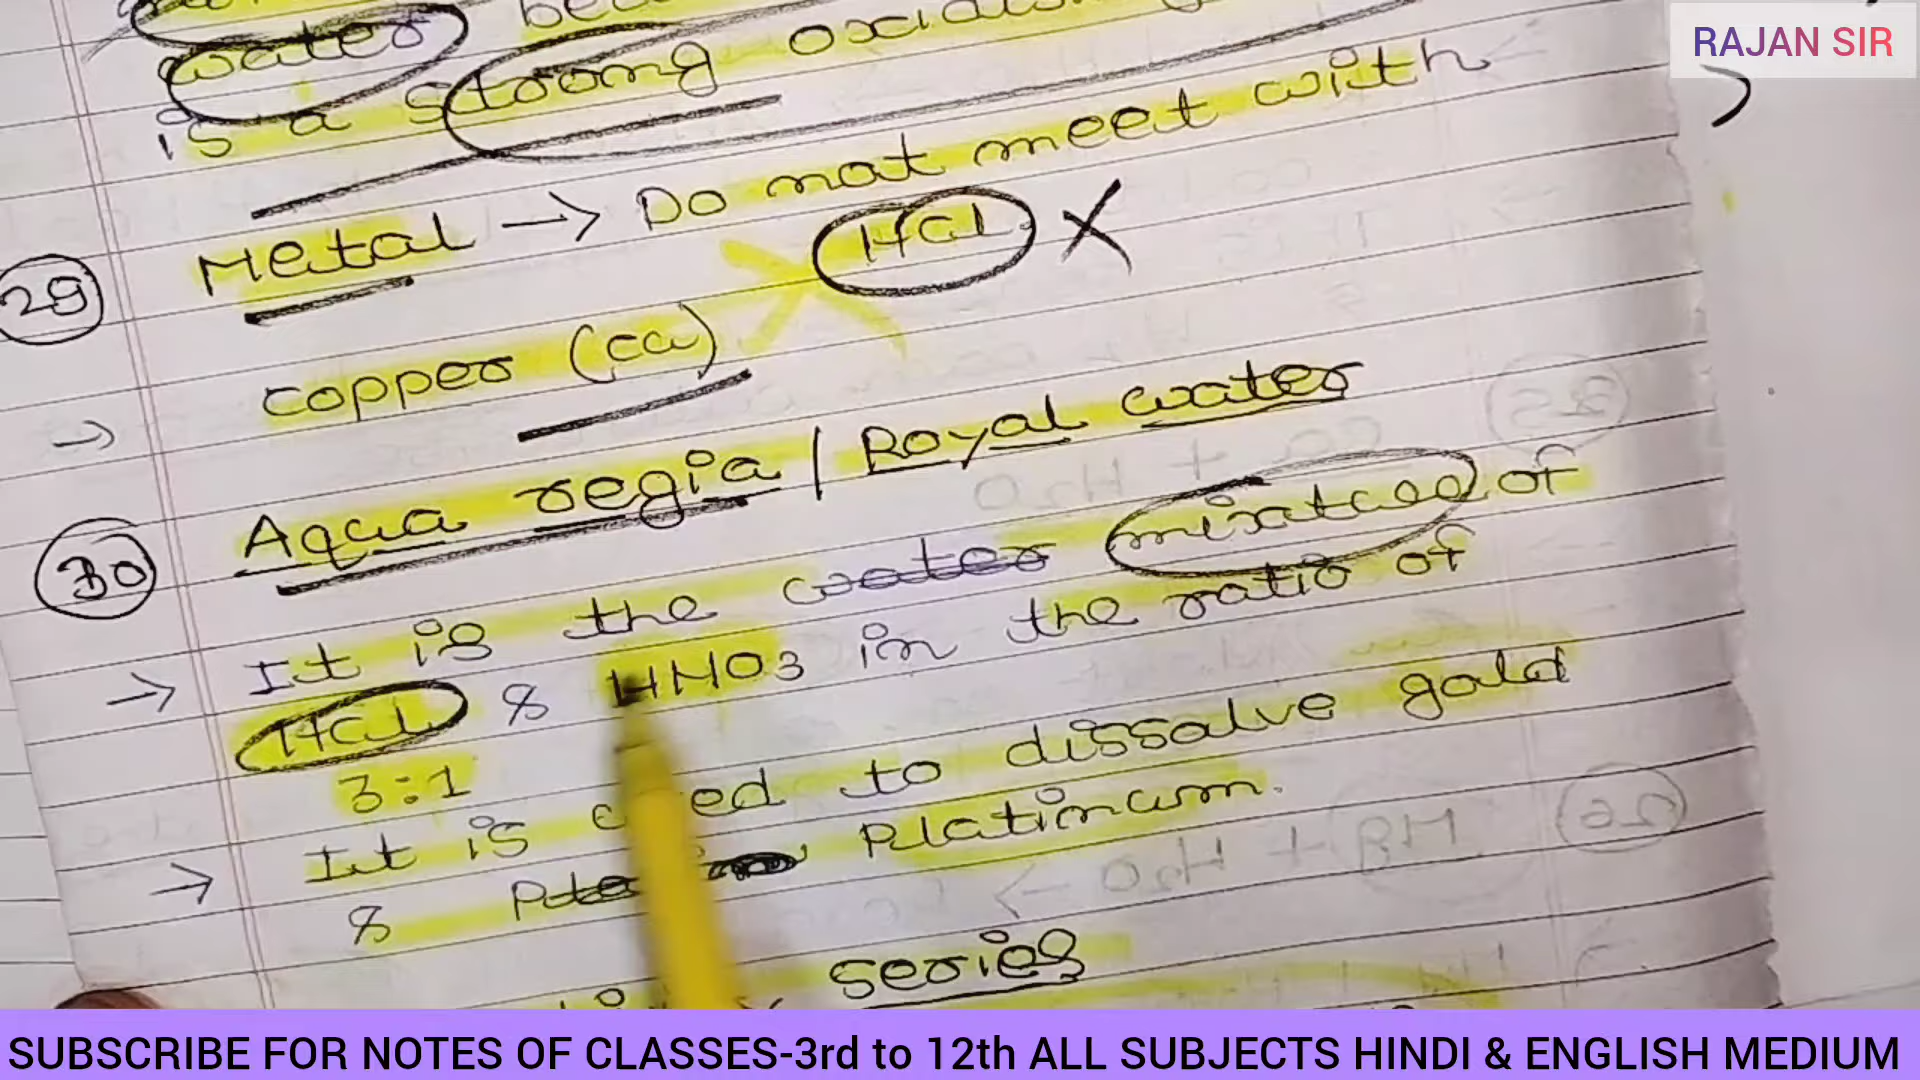 RAJAN SIR
water
is a strong
29 Metal → Do not meet with
HCl X
→ copper (cu)
30 Aqua regia / Royal water
→ It is the water mixture of
HCl & HNO3 in the ratio of
3:1
→ It is used to dissolve gold
& Platinum.
series
SUBSCRIBE FOR NOTES OF CLASSES-3rd to 12th ALL SUBJECTS HINDI & ENGLISH MEDIUM